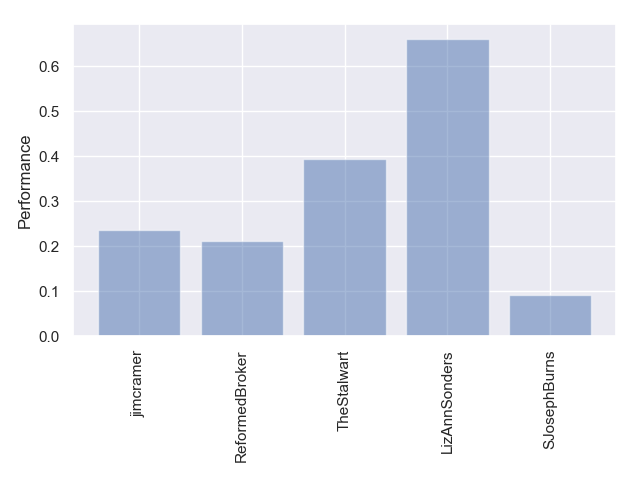 0.6
0.5
0.4
0.3
0.2
0.1
0.0
Performance
jimcramer
ReformedBroker
TheStalwart
LizAnnSonders
SJosephBurns